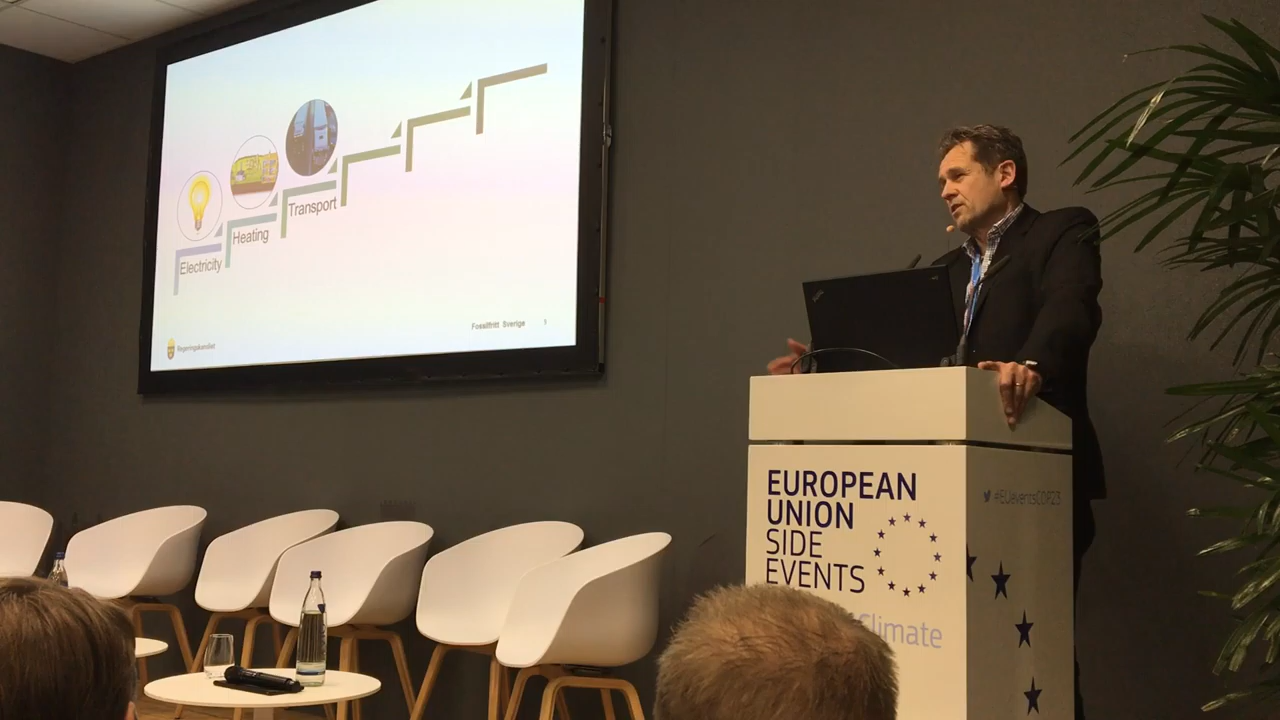 Electricity
Heating
Transport
Fossilfritt Sverige
Regeringskansliet
EUROPEAN
UNION
SIDE
EVENTS
Climate
#EUeventsCOP23